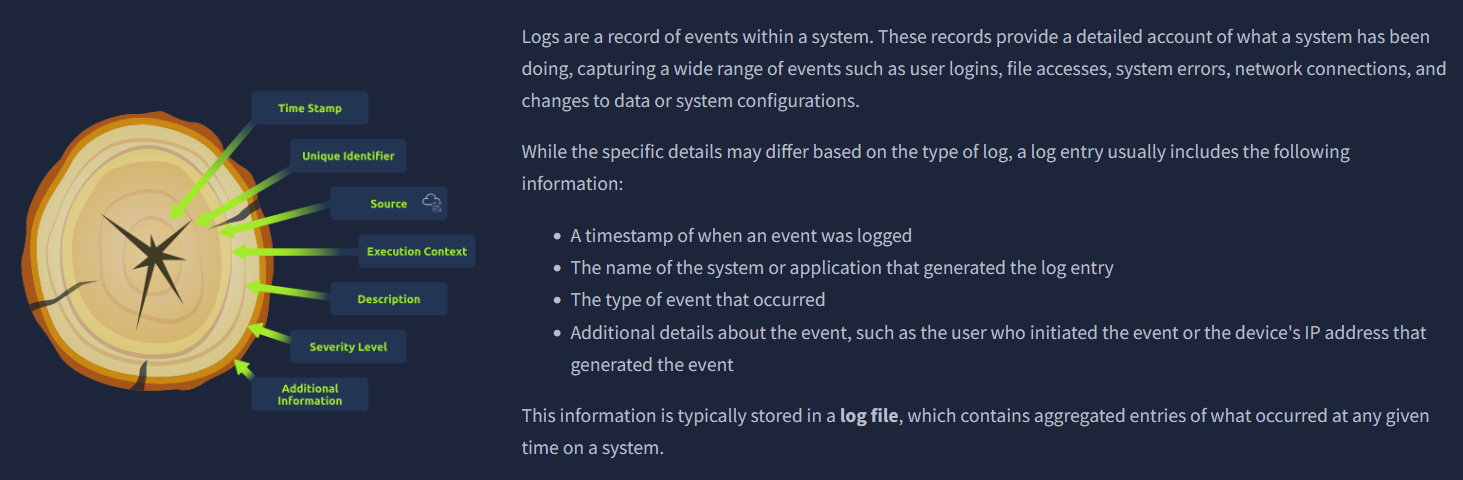 Time Stamp
Unique Identifier
Source
Execution Context
Description
Severity Level
Additional
Information
Logs are a record of events within a system. These records provide a detailed account of what a system has been
doing, capturing a wide range of events such as user logins, file accesses, system errors, network connections, and
changes to data or system configurations.
While the specific details may differ based on the type of log, a log entry usually includes the following
information:
• A timestamp of when an event was logged
• The name of the system or application that generated the log entry
• The type of event that occurred
• Additional details about the event, such as the user who initiated the event or the device's IP address that
generated the event
This information is typically stored in a log file, which contains aggregated entries of what occurred at any given
time on a system.